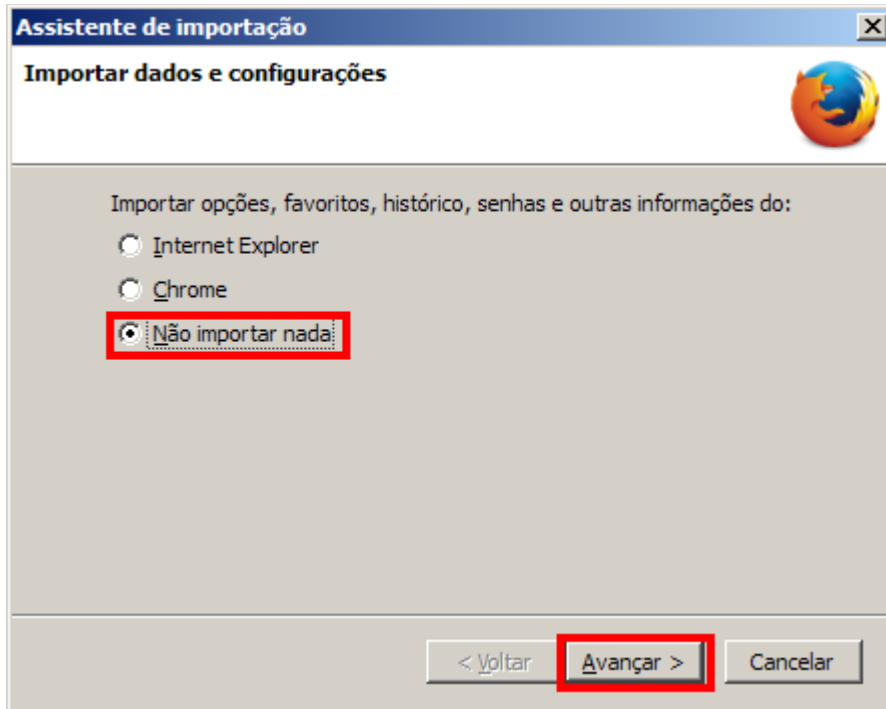 Assistente de importação
Importar dados e configurações
Importar opções, favoritos, histórico, senhas e outras informações do:
Internet Explorer
Chrome
Não importar nada
< Voltar
Avançar >
Cancelar